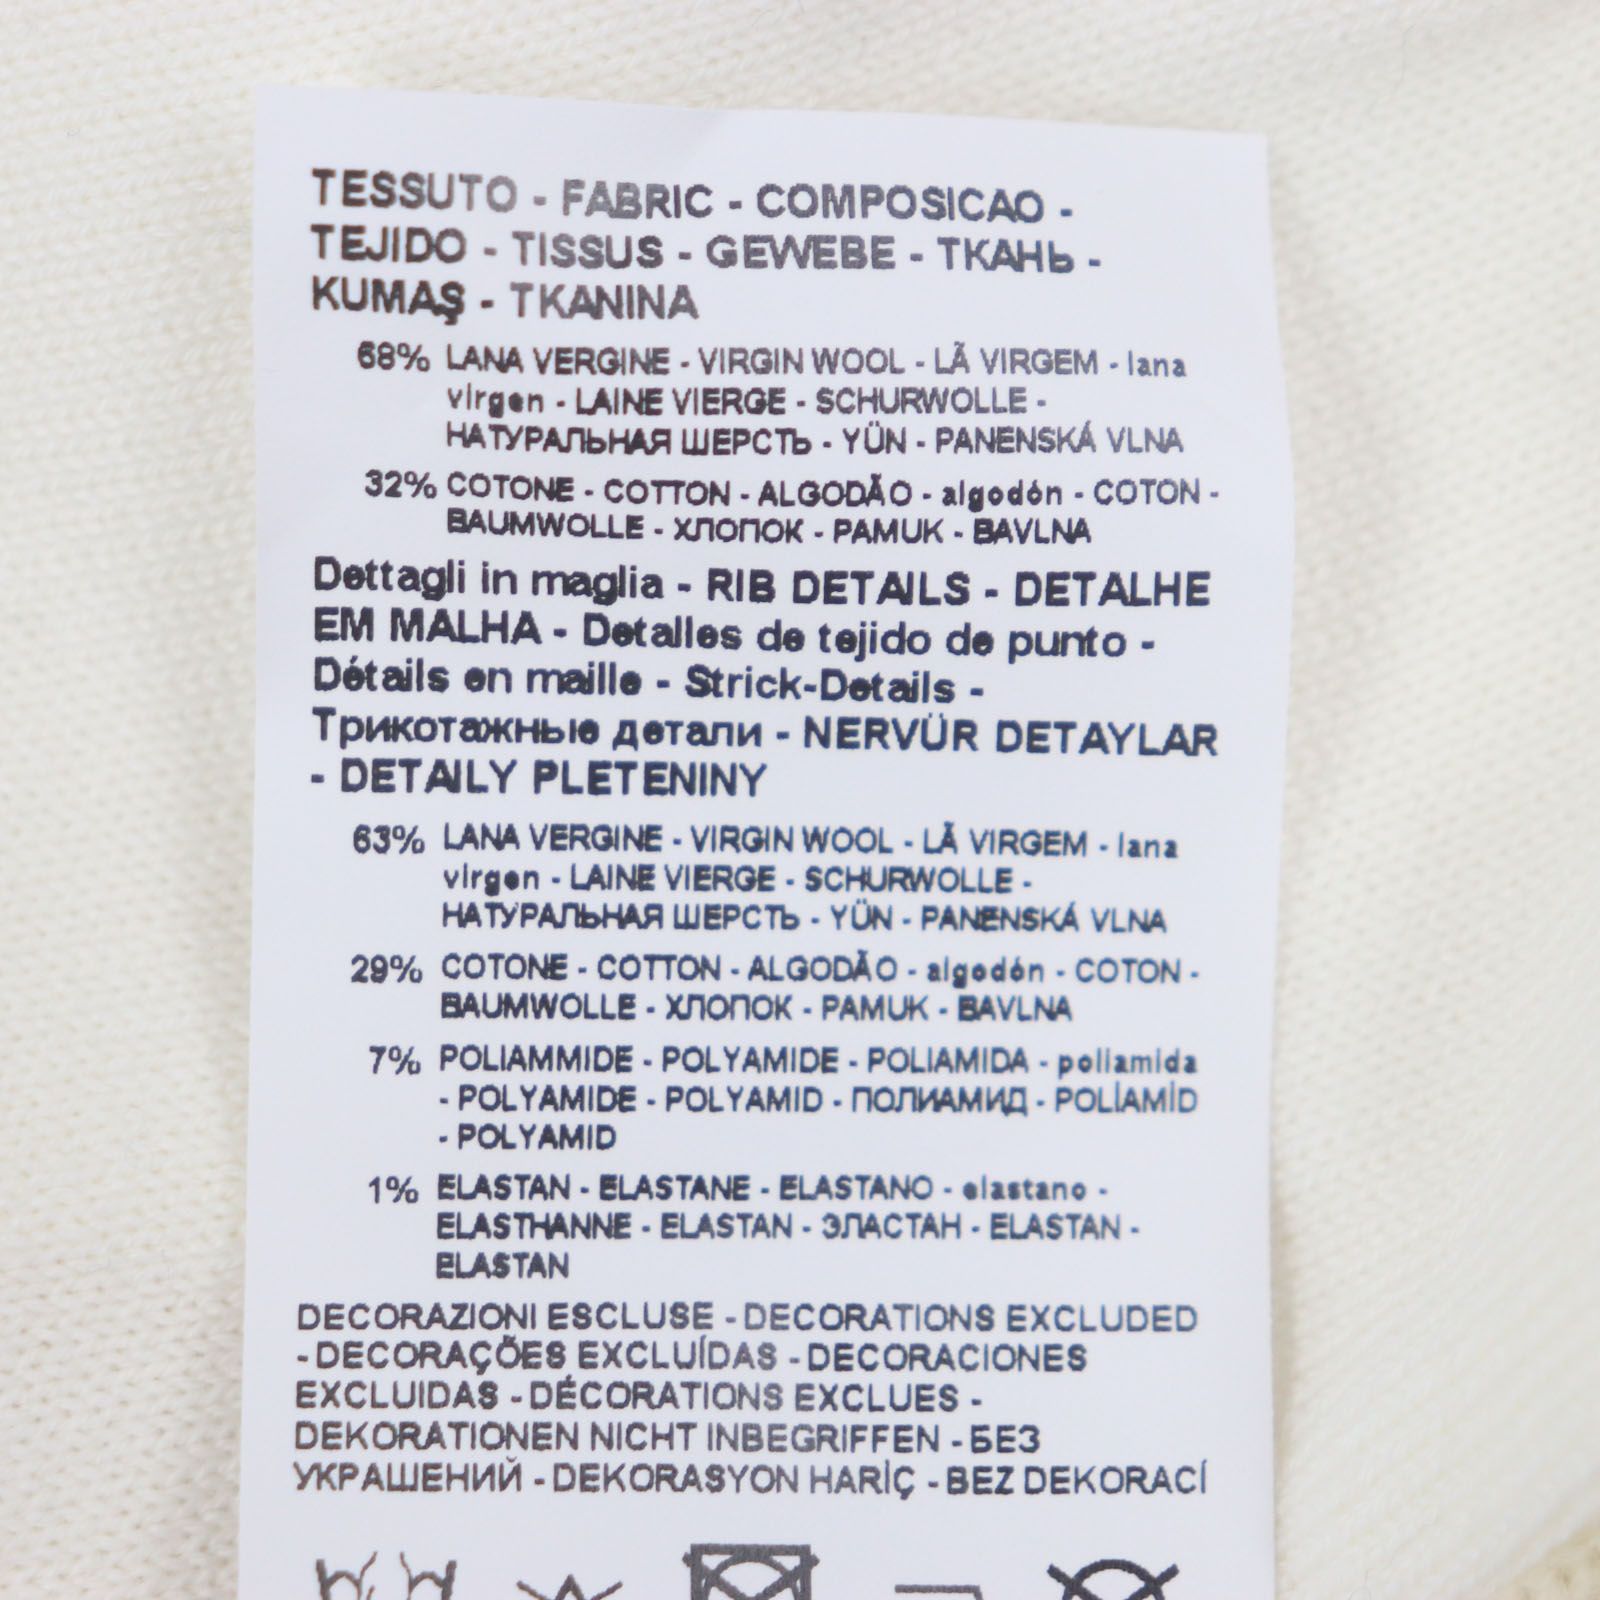 TESSUTO - FABRIC - COMPOSICAO -
TEJIDO - TISSUS - GEWEBE - ТКАНЬ -
KUMAŞ - TKANINA
68% LANA VERGINE - VIRGIN WOOL - LÃ VIRGEM - lana
virgen - LAINE VIERGE - SCHURWOLLE -
НАТУРАЛЬНАЯ ШЕРСТЬ - YÜN - PANENSKÁ VLNA
32% COTONE - COTTON - ALGODÃO - algodón - COTON -
BAUMWOLLE - ХЛОПОК - PAMUK - BAVLNA
Dettagli in maglia - RIB DETAILS - DETALHE
EM MALHA - Detalles de tejido de punto -
Détails en maille - Strick-Details -
Трикотажные детали - NERVÜR DETAYLAR
- DETAILY PLETENINY
63% LANA VERGINE - VIRGIN WOOL - LÃ VIRGEM - lana
virgen - LAINE VIERGE - SCHURWOLLE -
НАТУРАЛЬНАЯ ШЕРСТЬ - YÜN - PANENSKÁ VLNA
29% COTONE - COTTON - ALGODÃO - algodón - COTON -
BAUMWOLLE - ХЛОПОК - PAMUK - BAVLNA
7% POLIAMMIDE - POLYAMIDE - POLIAMIDA - poliamida
- POLYAMIDE - POLYAMID - ПОЛИАМИД - POLİAMİD
- POLYAMID
1% ELASTAN - ELASTANE - ELASTANO - elastano -
ELASTHANNE - ELASTAN - ЭЛАСТАН - ELASTAN -
ELASTAN
DECORAZIONI ESCLUSE - DECORATIONS EXCLUDED
- DECORAÇÕES EXCLUÍDAS - DECORACIONES
EXCLUIDAS - DÉCORATIONS EXCLUES -
DEKORATIONEN NICHT INBEGRIFFEN - БЕЗ
УКРАШЕНИЙ - DEKORASYON HARİÇ - BEZ DEKORACÍ